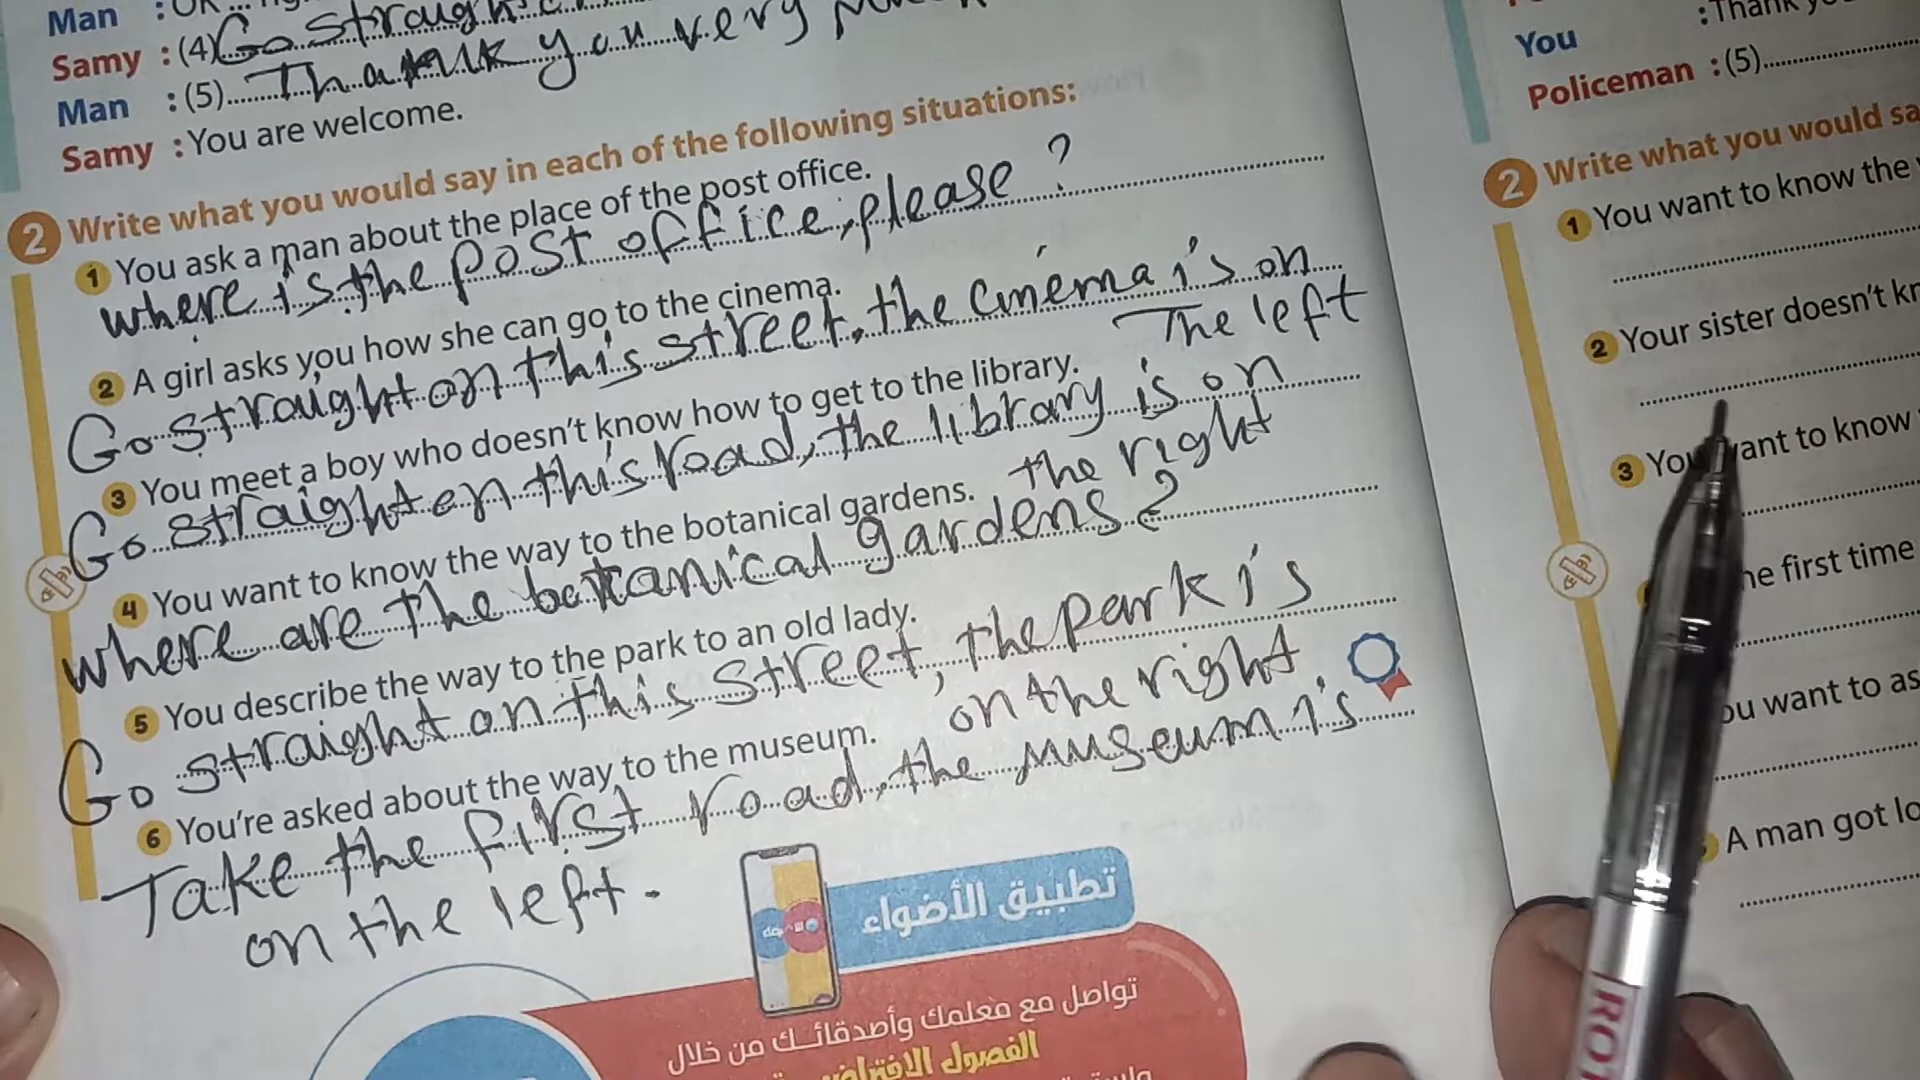 Man :OK...
Samy : (4) Go straight
Man : (5) Thank you very
Samy : You are welcome.
2 Write what you would say in each of the following situations:
1 You ask a man about the place of the post office.
where is the post office, please?
2 A girl asks you how she can go to the cinema.
Go straight on this street, the cinema is on
The left
3 You meet a boy who doesn't know how to get to the library.
Go straight on this road, the library is on
the right
4 You want to know the way to the botanical gardens.
where are the botanical gardens?
5 You describe the way to the park to an old lady.
Go straight on this street, the park is
on the right
6 You're asked about the way to the museum.
Take the first road, the museum is
on the left.
تطبيق الأضواء
تواصل مع معلمك وأصدقائك من خلال
الفصول
:Thank
You
Policeman : (5)
2 Write what you would
1 You want to know the
2 Your sister doesn't
3 You want to know
first time
want to
A man got
ROT